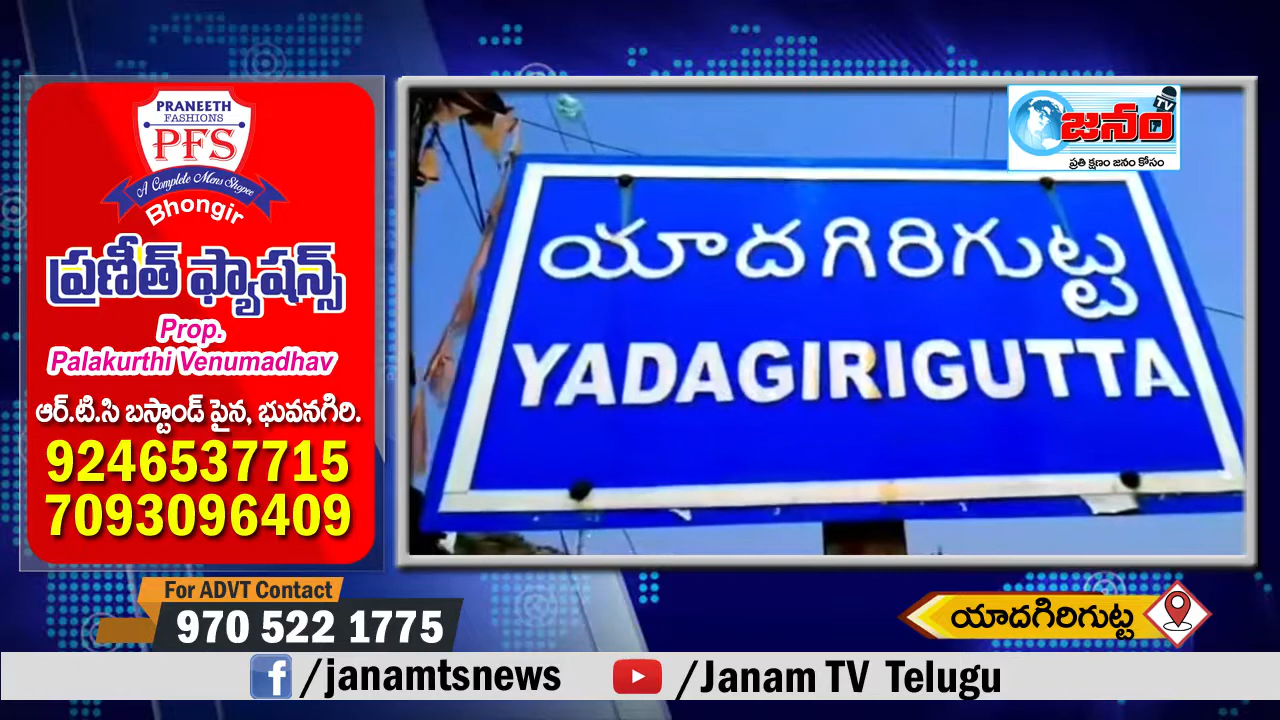 PRANEETH
FASHIONS
PFS
A Complete Mens Shopee
Bhongir
ప్రణీత్ ఫ్యాషన్స్
Prop.
Palakurthi Venumadhav
ఆర్.టి.సి బస్టాండ్ పైన, భువనగిరి.
9246537715
7093096409
జనం TV
ప్రతి క్షణం జనం కోసం
యాదగిరిగుట్ట
YADAGIRIGUTTA
For ADVT Contact
970 522 1775
యాదగిరిగుట్ట
/janamtsnews
/Janam TV Telugu